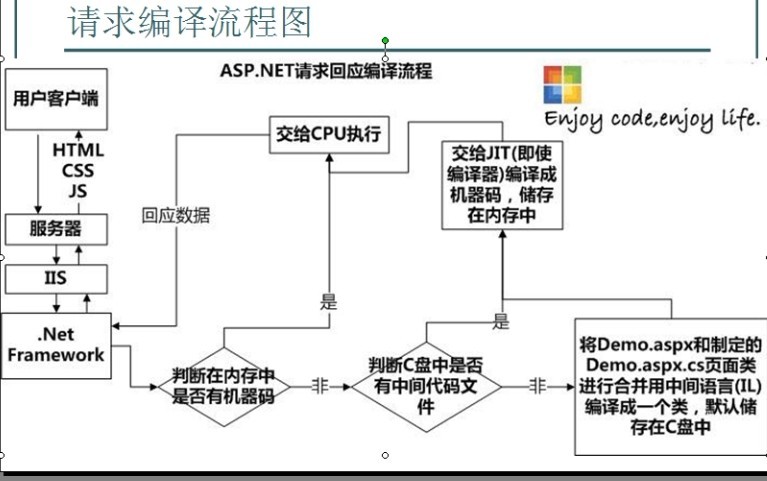 请求编译流程图
ASP.NET请求回应编译流程
Enjoy code,enjoy life.
用户客户端
HTML
CSS
JS
服务器
IIS
.Net
Framework
交给CPU执行
回应数据
交给JIT(即使
编译器)编译成
机器码，储存
在内存中
是
是
判断在内存中
是否有机器码
非
判断C盘中是否
有中间代码文
件
非
将Demo.aspx和制定的
Demo.aspx.cs页面类
进行合并用中间语言(IL)
编译成一个类，默认储
存在C盘中